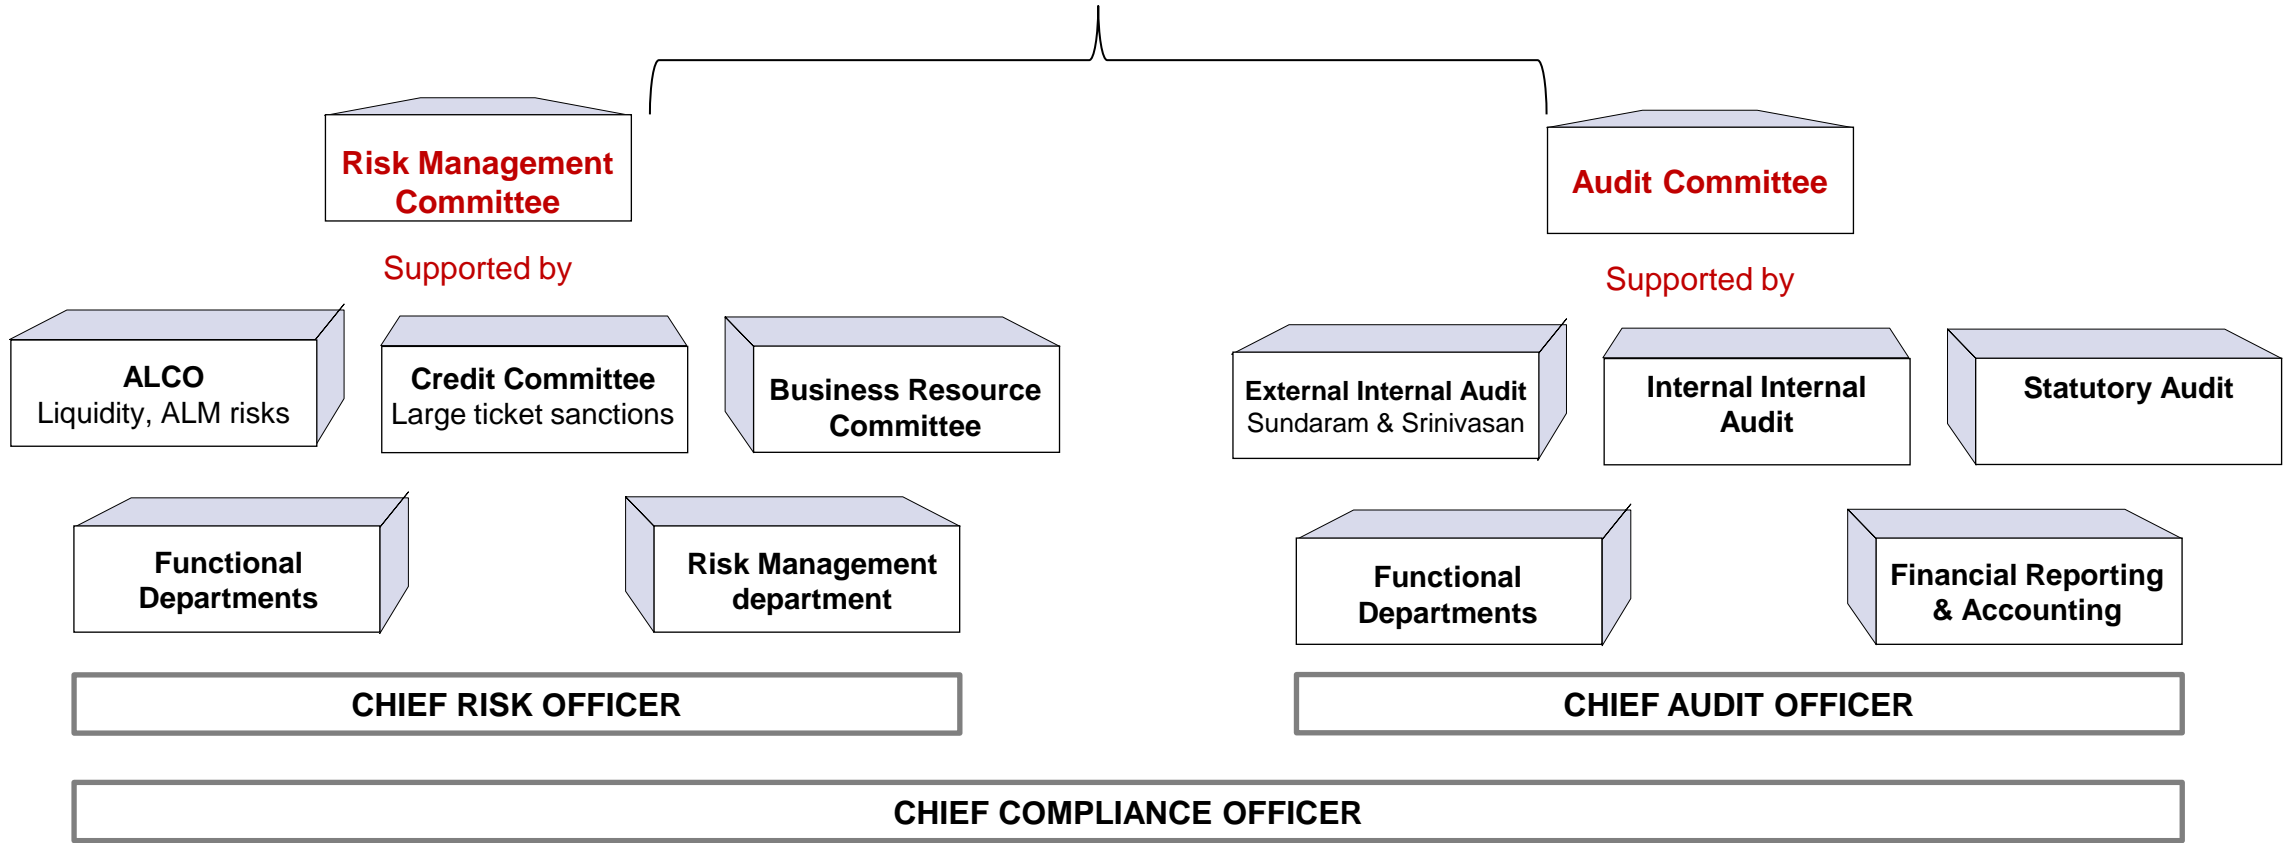 Risk Management
Committee
Audit Committee
Supported by
Supported by
ALCO
Liquidity, ALM risks
Credit Committee
Large ticket sanctions
Business Resource
Committee
External Internal Audit
Sundaram & Srinivasan
Internal Internal
Audit
Statutory Audit
Functional
Departments
Risk Management
department
Functional
Departments
Financial Reporting
& Accounting
CHIEF RISK OFFICER
CHIEF AUDIT OFFICER
CHIEF COMPLIANCE OFFICER